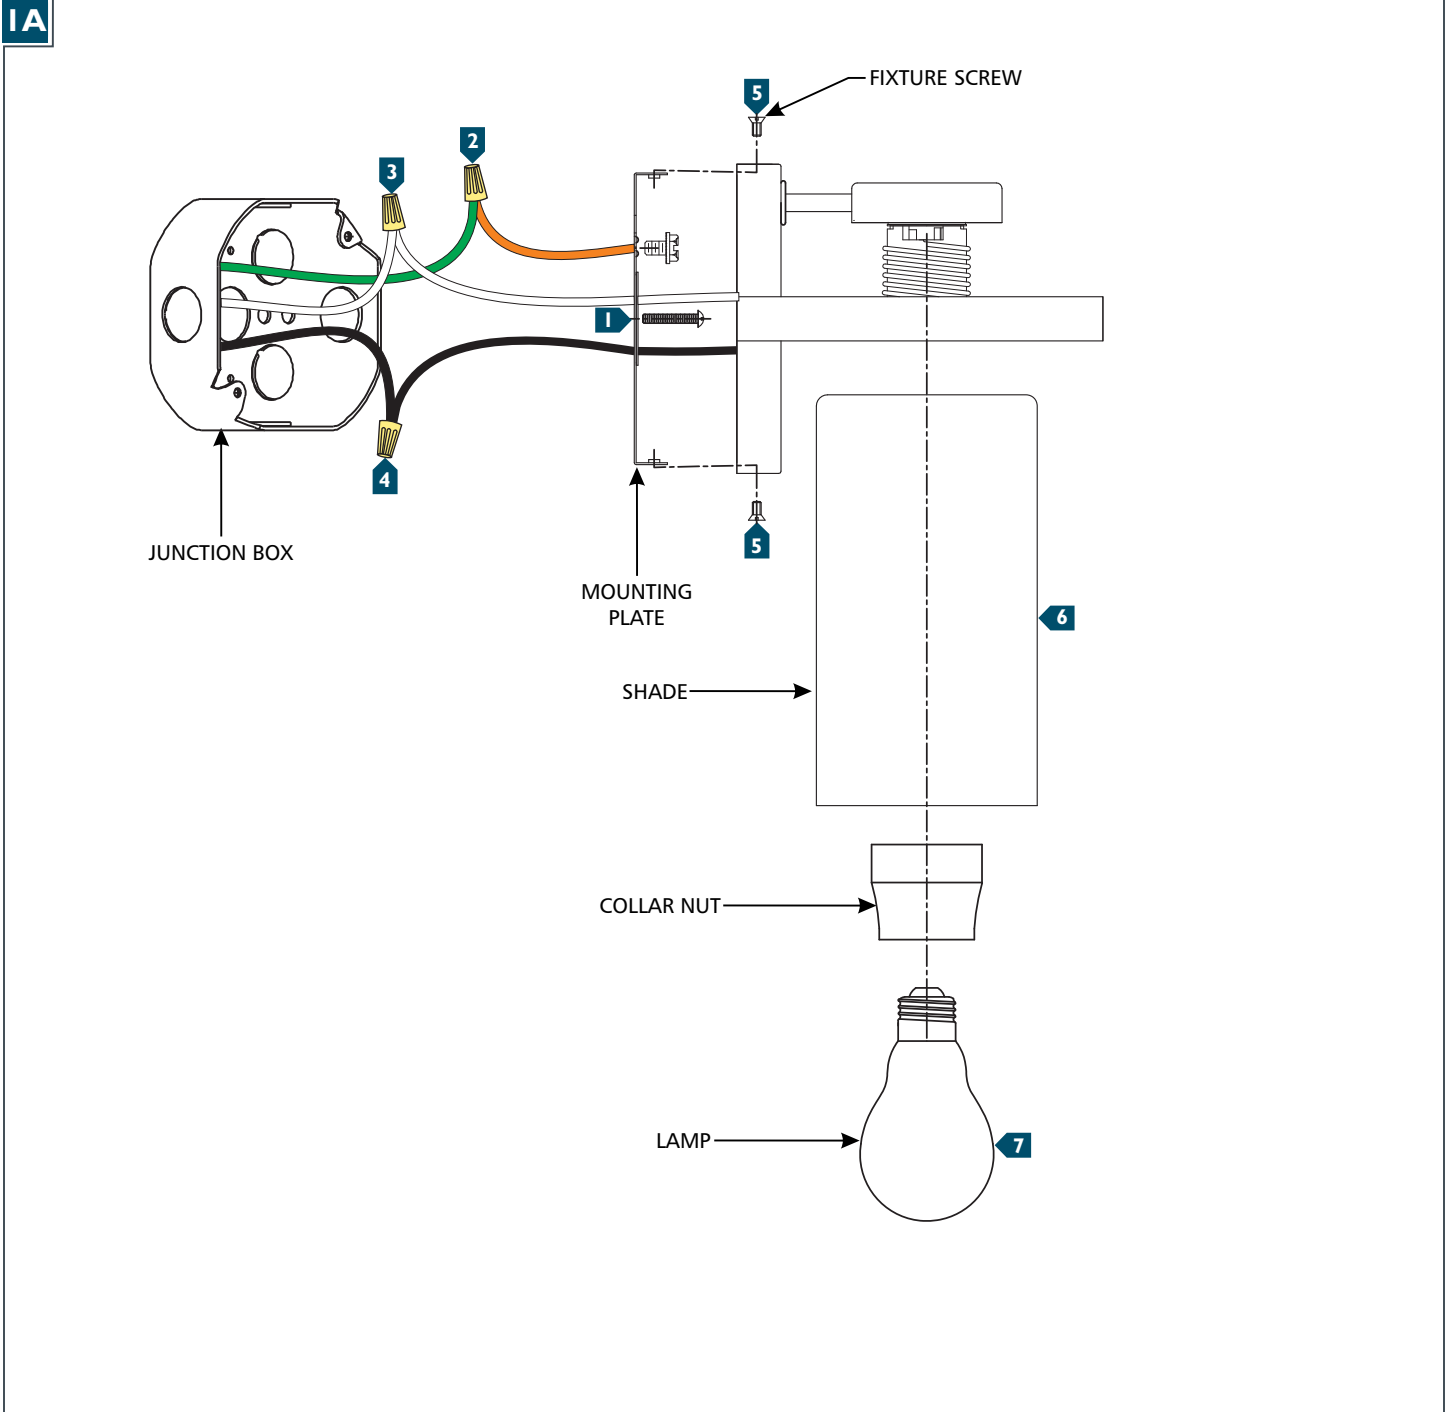 1A
FIXTURE SCREW
5
2
3
1
4
JUNCTION BOX
5
MOUNTING
PLATE
6
SHADE
COLLAR NUT
LAMP
7